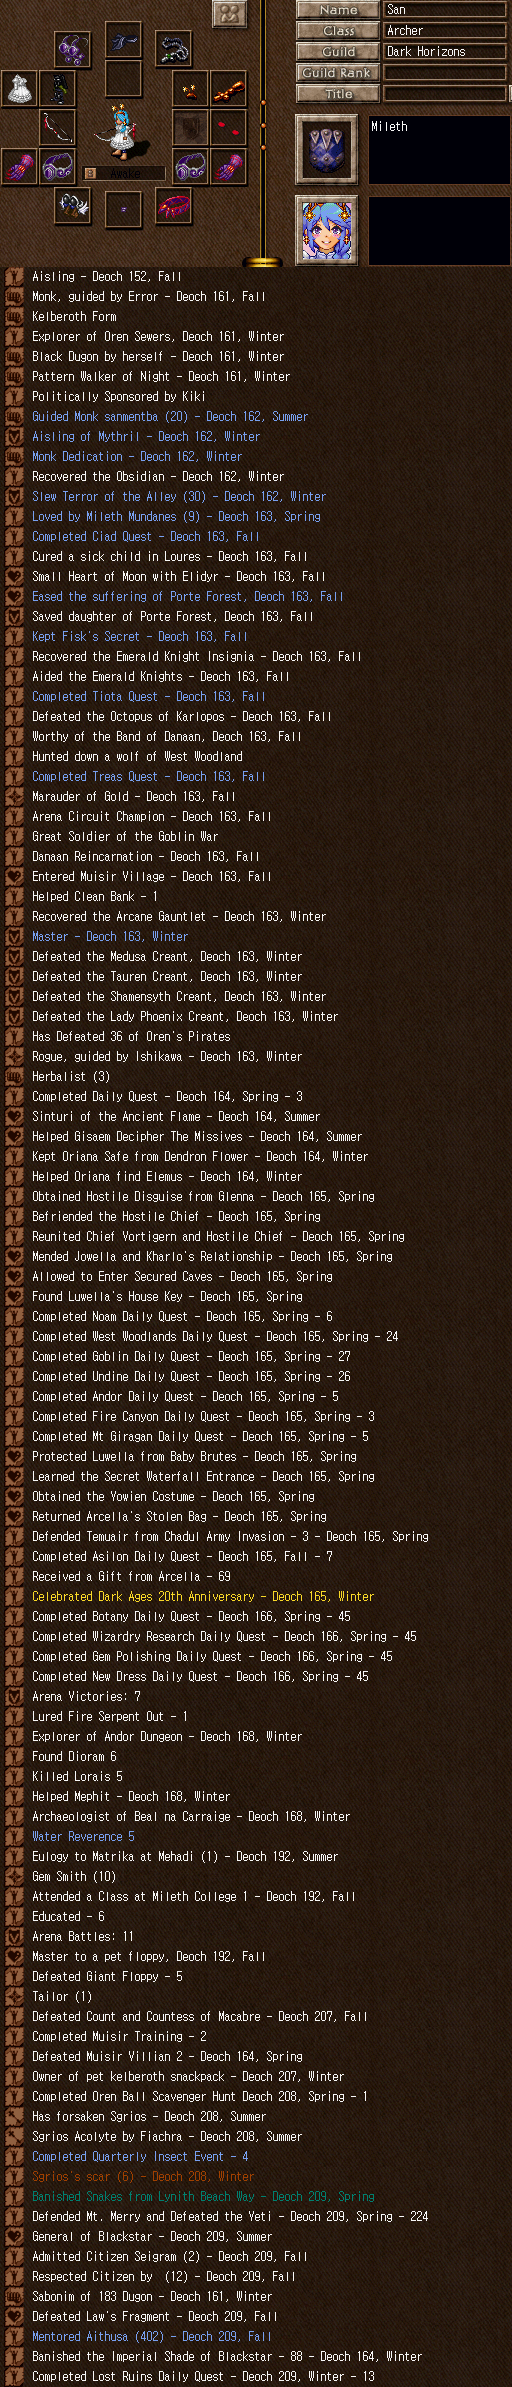 Name
San
Class
Archer
Guild
Dark Horizons
Guild Rank
Title
Mileth
Awake
Aisling - Deoch 152, Fall
Monk, guided by Error - Deoch 161, Fall
Kelberoth Form
Explorer of Oren Sewers, Deoch 161, Winter
Black Dugon by herself - Deoch 161, Winter
Pattern Walker of Night - Deoch 161, Winter
Politically Sponsored by Kiki
Guided Monk sanmentba (20) - Deoch 162, Summer
Aisling of Mythril - Deoch 162, Winter
Monk Dedication - Deoch 162, Winter
Recovered the Obsidian - Deoch 162, Winter
Slew Terror of the Alley (30) - Deoch 162, Winter
Loved by Mileth Mundanes (9) - Deoch 163, Spring
Completed Ciad Quest - Deoch 163, Fall
Cured a sick child in Loures - Deoch 163, Fall
Small Heart of Moon with Elidyr - Deoch 163, Fall
Eased the suffering of Porte Forest, Deoch 163, Fall
Saved daughter of Porte Forest, Deoch 163, Fall
Kept Fisk's Secret - Deoch 163, Fall
Recovered the Emerald Knight Insignia - Deoch 163, Fall
Aided the Emerald Knights - Deoch 163, Fall
Completed Tiota Quest - Deoch 163, Fall
Defeated the Octopus of Karlopos - Deoch 163, Fall
Worthy of the Band of Danaan, Deoch 163, Fall
Hunted down a wolf of West Woodland
Completed Treas Quest - Deoch 163, Fall
Marauder of Gold - Deoch 163, Fall
Arena Circuit Champion - Deoch 163, Fall
Great Soldier of the Goblin War
Danaan Reincarnation - Deoch 163, Fall
Entered Muisir Village - Deoch 163, Fall
Helped Clean Bank - 1
Recovered the Arcane Gauntlet - Deoch 163, Winter
Master - Deoch 163, Winter
Defeated the Medusa Creant, Deoch 163, Winter
Defeated the Tauren Creant, Deoch 163, Winter
Defeated the Shamensyth Creant, Deoch 163, Winter
Defeated the Lady Phoenix Creant, Deoch 163, Winter
Has Defeated 36 of Oren's Pirates
Rogue, guided by Ishikawa - Deoch 163, Winter
Herbalist (3)
Completed Daily Quest - Deoch 164, Spring - 3
Sinturi of the Ancient Flame - Deoch 164, Summer
Helped Gisaem Decipher The Missives - Deoch 164, Summer
Kept Oriana Safe from Dendron Flower - Deoch 164, Winter
Helped Oriana find Elemus - Deoch 164, Winter
Obtained Hostile Disguise from Glenna - Deoch 165, Spring
Befriended the Hostile Chief - Deoch 165, Spring
Reunited Chief Vortigern and Hostile Chief - Deoch 165, Spring
Mended Jowella and Kharlo's Relationship - Deoch 165, Spring
Allowed to Enter Secured Caves - Deoch 165, Spring
Found Luwella's House Key - Deoch 165, Spring
Completed Noam Daily Quest - Deoch 165, Spring - 6
Completed West Woodlands Daily Quest - Deoch 165, Spring - 24
Completed Goblin Daily Quest - Deoch 165, Spring - 27
Completed Undine Daily Quest - Deoch 165, Spring - 26
Completed Andor Daily Quest - Deoch 165, Spring - 5
Completed Fire Canyon Daily Quest - Deoch 165, Spring - 3
Completed Mt Giragan Daily Quest - Deoch 165, Spring - 5
Protected Luwella from Baby Brutes - Deoch 165, Spring
Learned the Secret Waterfall Entrance - Deoch 165, Spring
Obtained the Yowien Costume - Deoch 165, Spring
Returned Arcella's Stolen Bag - Deoch 165, Spring
Defended Temuair from Chadul Army Invasion - 3 - Deoch 165, Spring
Completed Asilon Daily Quest - Deoch 165, Fall - 7
Received a Gift from Arcella - 69
Celebrated Dark Ages 20th Anniversary - Deoch 165, Winter
Completed Botany Daily Quest - Deoch 166, Spring - 45
Completed Wizardry Research Daily Quest - Deoch 166, Spring - 45
Completed Gem Polishing Daily Quest - Deoch 166, Spring - 45
Completed New Dress Daily Quest - Deoch 166, Spring - 45
Arena Victories: 7
Lured Fire Serpent Out - 1
Explorer of Andor Dungeon - Deoch 168, Winter
Found Dioram 6
Killed Lorais 5
Helped Mephit - Deoch 168, Winter
Archaeologist of Beal na Carraige - Deoch 168, Winter
Water Reverence 5
Eulogy to Matrika at Mehadi (1) - Deoch 192, Summer
Gem Smith (10)
Attended a Class at Mileth College 1 - Deoch 192, Fall
Educated - 6
Arena Battles: 11
Master to a pet floppy, Deoch 192, Fall
Defeated Giant Floppy - 5
Tailor (1)
Defeated Count and Countess of Macabre - Deoch 207, Fall
Completed Muisir Training - 2
Defeated Muisir Villian 2 - Deoch 164, Spring
Owner of pet kelberoth snackpack - Deoch 207, Winter
Completed Oren Ball Scavenger Hunt Deoch 208, Spring - 1
Has forsaken Sgrios - Deoch 208, Summer
Sgrios Acolyte by Fiachra - Deoch 208, Summer
Completed Quarterly Insect Event - 4
Sgrios's scar (6) - Deoch 208, Winter
Banished Snakes from Lynith Beach Way - Deoch 209, Spring
Defended Mt. Merry and Defeated the Yeti - Deoch 209, Spring - 224
General of Blackstar - Deoch 209, Summer
Admitted Citizen Seigram (2) - Deoch 209, Fall
Respected Citizen by  (12) - Deoch 209, Fall
Sabonim of 183 Dugon - Deoch 161, Winter
Defeated Law's Fragment - Deoch 209, Fall
Mentored Aithusa (402) - Deoch 209, Fall
Banished the Imperial Shade of Blackstar - 88 - Deoch 164, Winter
Completed Lost Ruins Daily Quest - Deoch 209, Winter - 13